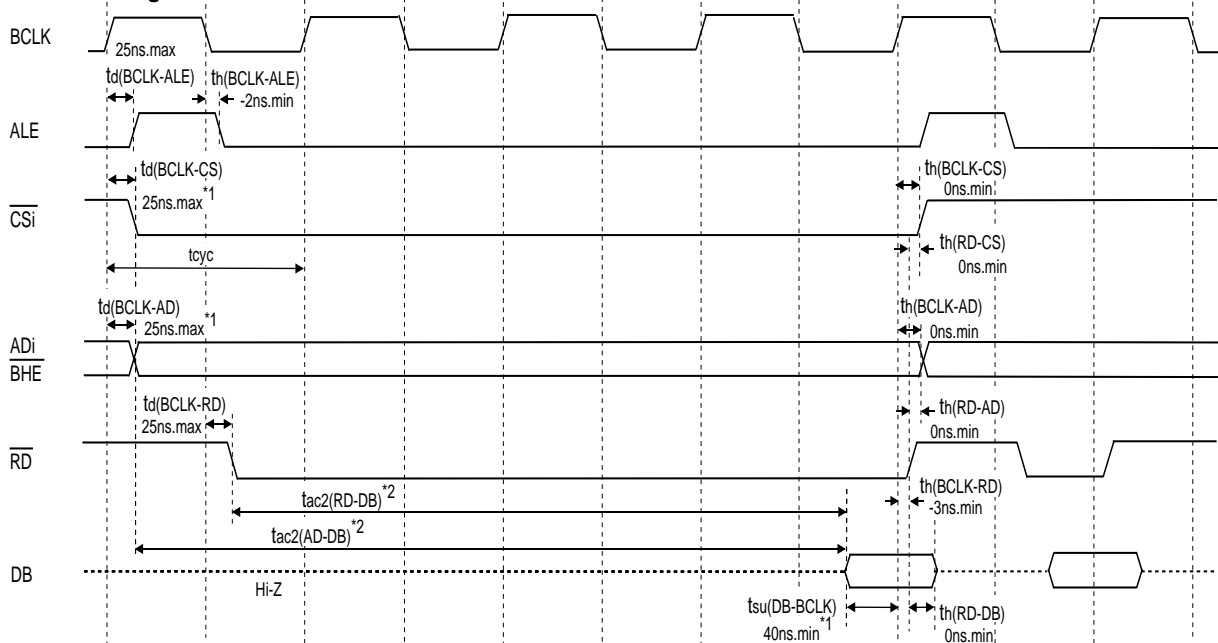 BCLK
25ns.max
td(BCLK-ALE)
th(BCLK-ALE)
-2ns.min
ALE
td(BCLK-CS)
25ns.max*1
th(BCLK-CS)
0ns.min
CSi
tcyc
th(RD-CS)
0ns.min
td(BCLK-AD)
25ns.max*1
th(BCLK-AD)
0ns.min
ADi
BHE
td(BCLK-RD)
25ns.max
th(RD-AD)
0ns.min
RD
tac2(RD-DB)*2
th(BCLK-RD)
-3ns.min
tac2(AD-DB)*2
DB
Hi-Z
tsu(DB-BCLK)
40ns.min*1
th(RD-DB)
0ns.min